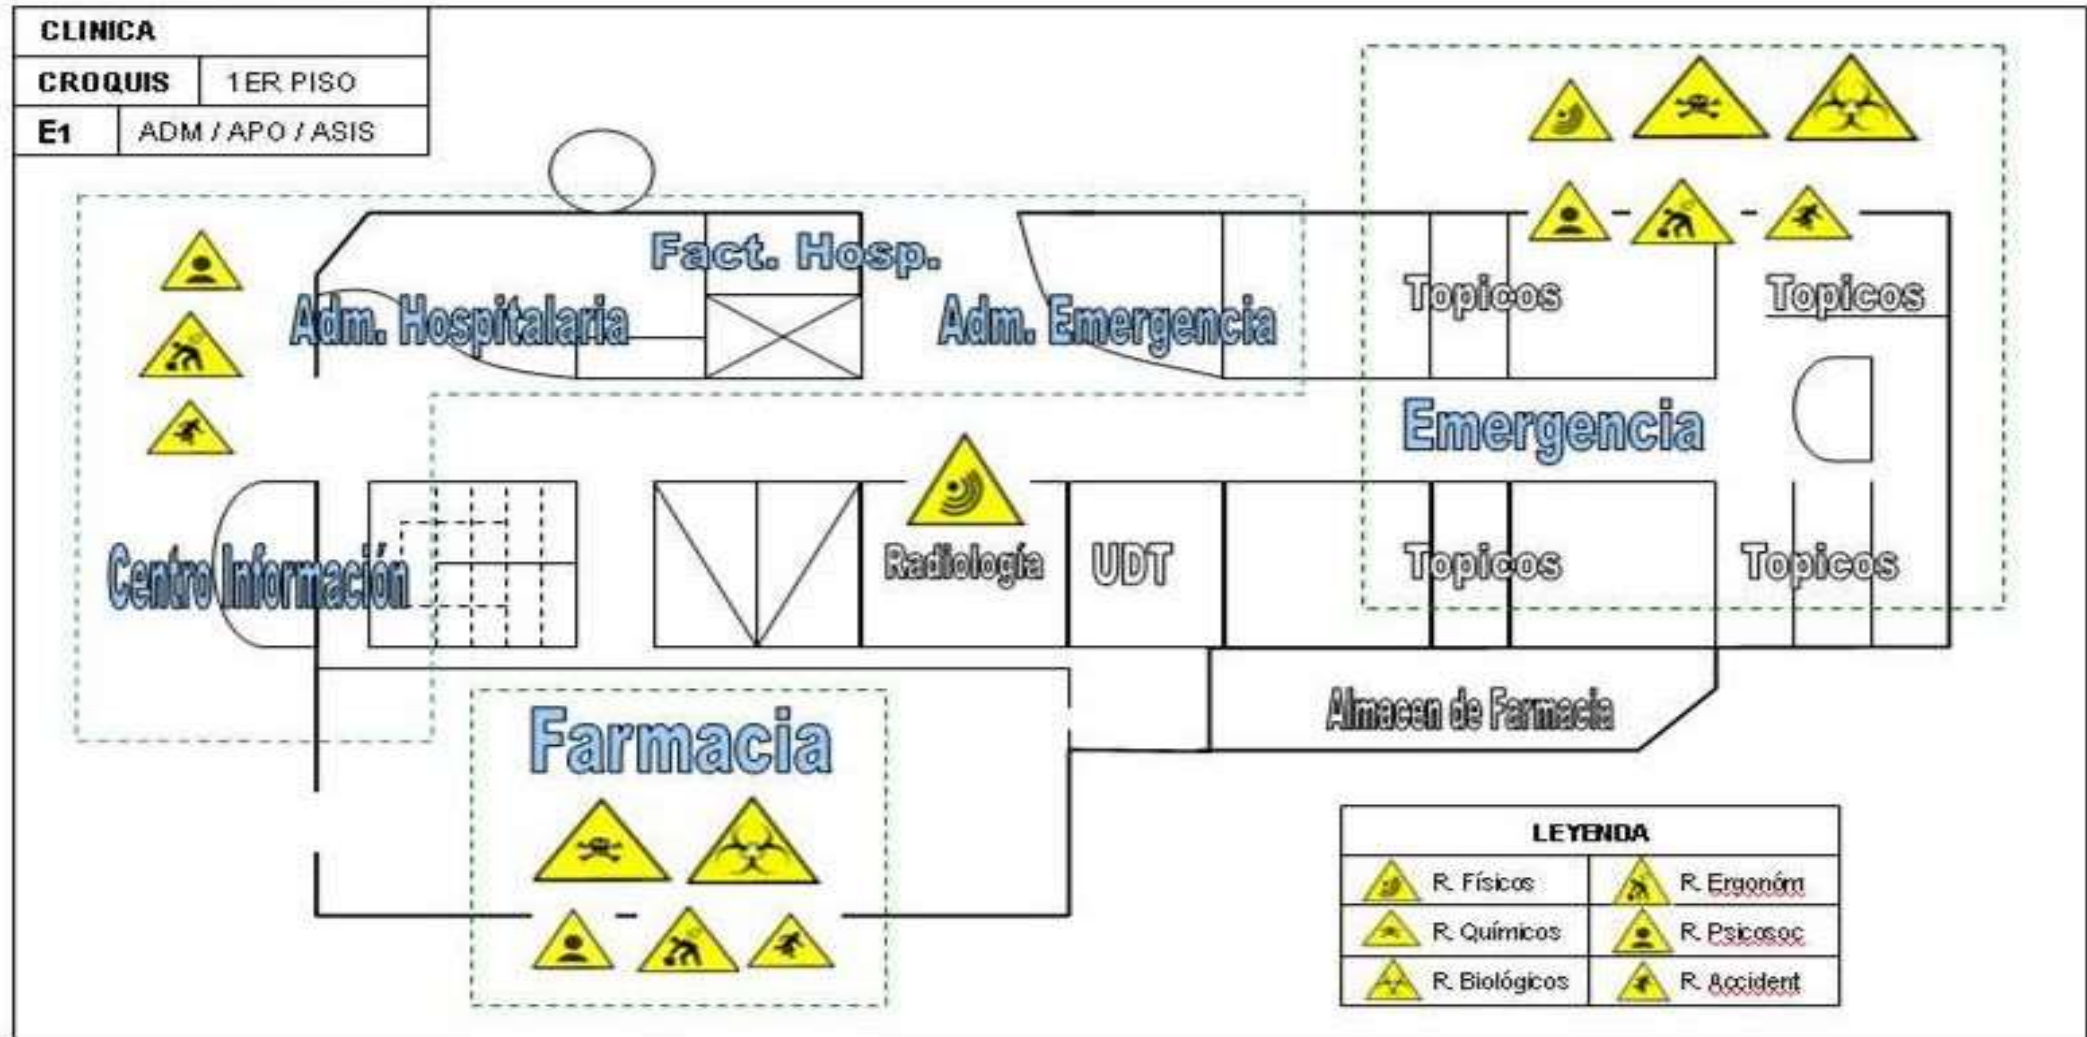 CLINICA
CROQUIS 1ER PISO
E1 ADM / APO / ASIS
Fact. Hosp.
Adm. Hospitalaria
Adm. Emergencia
Topicos
Topicos
Emergencia
Centro Información
Radiología
UDT
Topicos
Topicos
Almacen de Farmacia
Farmacia
LEYENDA
R. Físicos R. Ergonóm
R. Químicos R. Psicosoc
R. Biológicos R. Accident